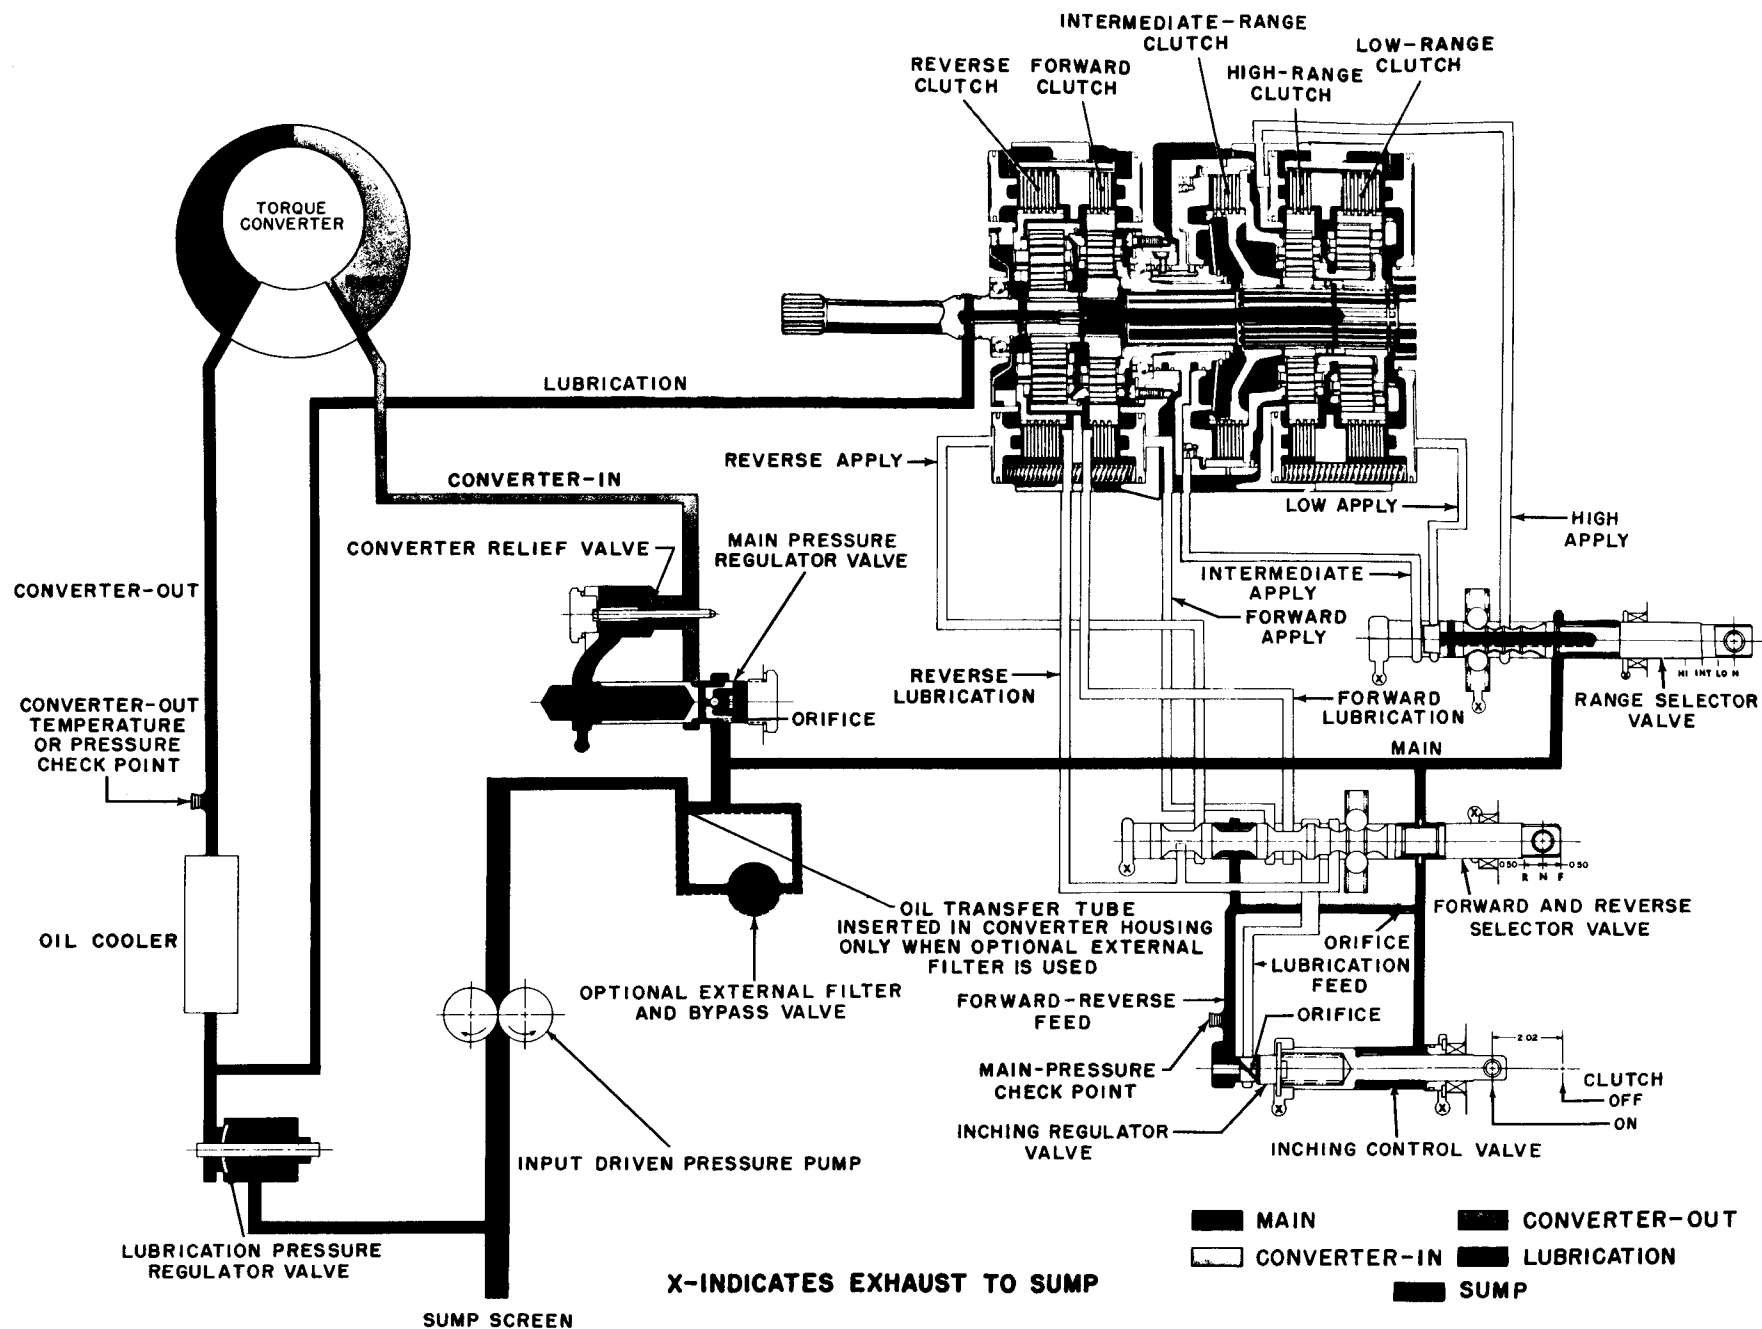 INTERMEDIATE-RANGE
CLUTCH
LOW-RANGE
CLUTCH
REVERSE
CLUTCH
FORWARD
CLUTCH
HIGH-RANGE
CLUTCH
TORQUE
CONVERTER
LUBRICATION
REVERSE APPLY
CONVERTER-IN
LOW APPLY
HIGH
APPLY
CONVERTER RELIEF VALVE
MAIN PRESSURE
REGULATOR VALVE
INTERMEDIATE
APPLY
CONVERTER-OUT
FORWARD
APPLY
REVERSE
LUBRICATION
HI INT LO N
RANGE SELECTOR
VALVE
X
X
X
FORWARD
LUBRICATION
CONVERTER-OUT
TEMPERATURE
OR PRESSURE
CHECK POINT
ORIFICE
MAIN
X
X
0.50 0.50
R N F
OIL COOLER
OIL TRANSFER TUBE
INSERTED IN CONVERTER HOUSING
ONLY WHEN OPTIONAL EXTERNAL
FILTER IS USED
FORWARD AND REVERSE
SELECTOR VALVE
ORIFICE
LUBRICATION
FEED
OPTIONAL EXTERNAL FILTER
AND BYPASS VALVE
FORWARD-REVERSE
FEED
ORIFICE
2.02
MAIN-PRESSURE
CHECK POINT
CLUTCH
OFF
ON
X
X
INCHING REGULATOR
VALVE
INCHING CONTROL VALVE
INPUT DRIVEN PRESSURE PUMP
LUBRICATION PRESSURE
REGULATOR VALVE
MAIN
CONVERTER-OUT
CONVERTER-IN
LUBRICATION
SUMP
X-INDICATES EXHAUST TO SUMP
SUMP SCREEN